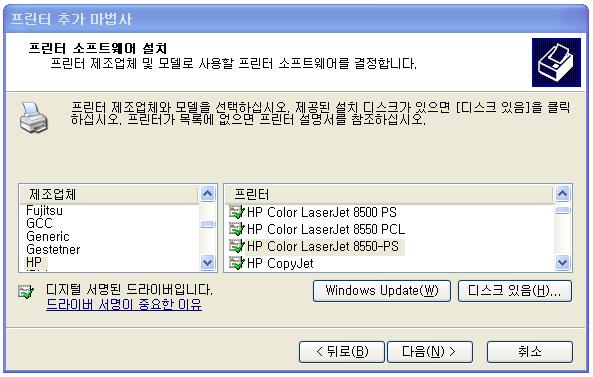 프린터 추가 마법사
프린터 소프트웨어 설치
프린터 제조업체 및 모델로 사용할 프린터 소프트웨어를 결정합니다.
프린터 제조업체와 모델을 선택하십시오. 제공된 설치 디스크가 있으면 [디스크 있음]을 클릭
하십시오. 프린터가 목록에 없으면 프린터 설명서를 참조하십시오.
제조업체
Fujitsu
GCC
Generic
Gestetner
HP
프린터
HP Color LaserJet 8500 PS
HP Color LaserJet 8550 PCL
HP Color LaserJet 8550-PS
HP CopyJet
디지털 서명된 드라이버입니다.
드라이버 서명이 중요한 이유
Windows Update(W)
디스크 있음(H)...
< 뒤로(B)
다음(N) >
취소